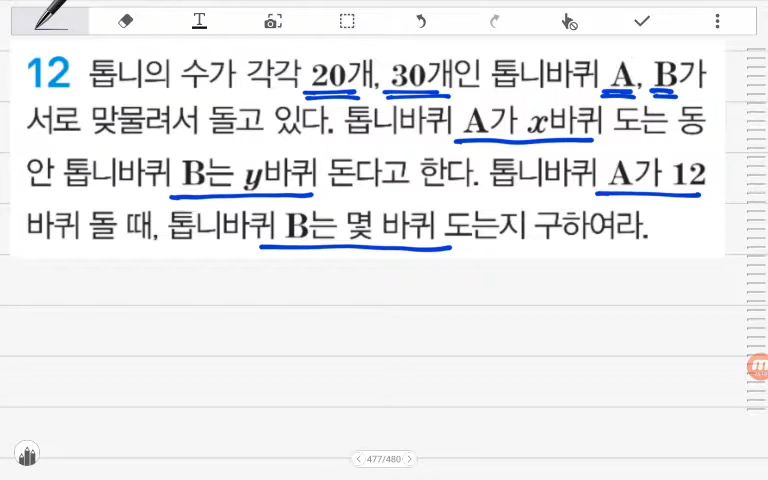 T
12 톱니의 수가 각각 20개, 30개인 톱니바퀴 A, B가
서로 맞물려서 돌고 있다. 톱니바퀴 A가 x바퀴 도는 동
안 톱니바퀴 B는 y바퀴 돈다고 한다. 톱니바퀴 A가 12
바퀴 돌 때, 톱니바퀴 B는 몇 바퀴 도는지 구하여라.
477/480